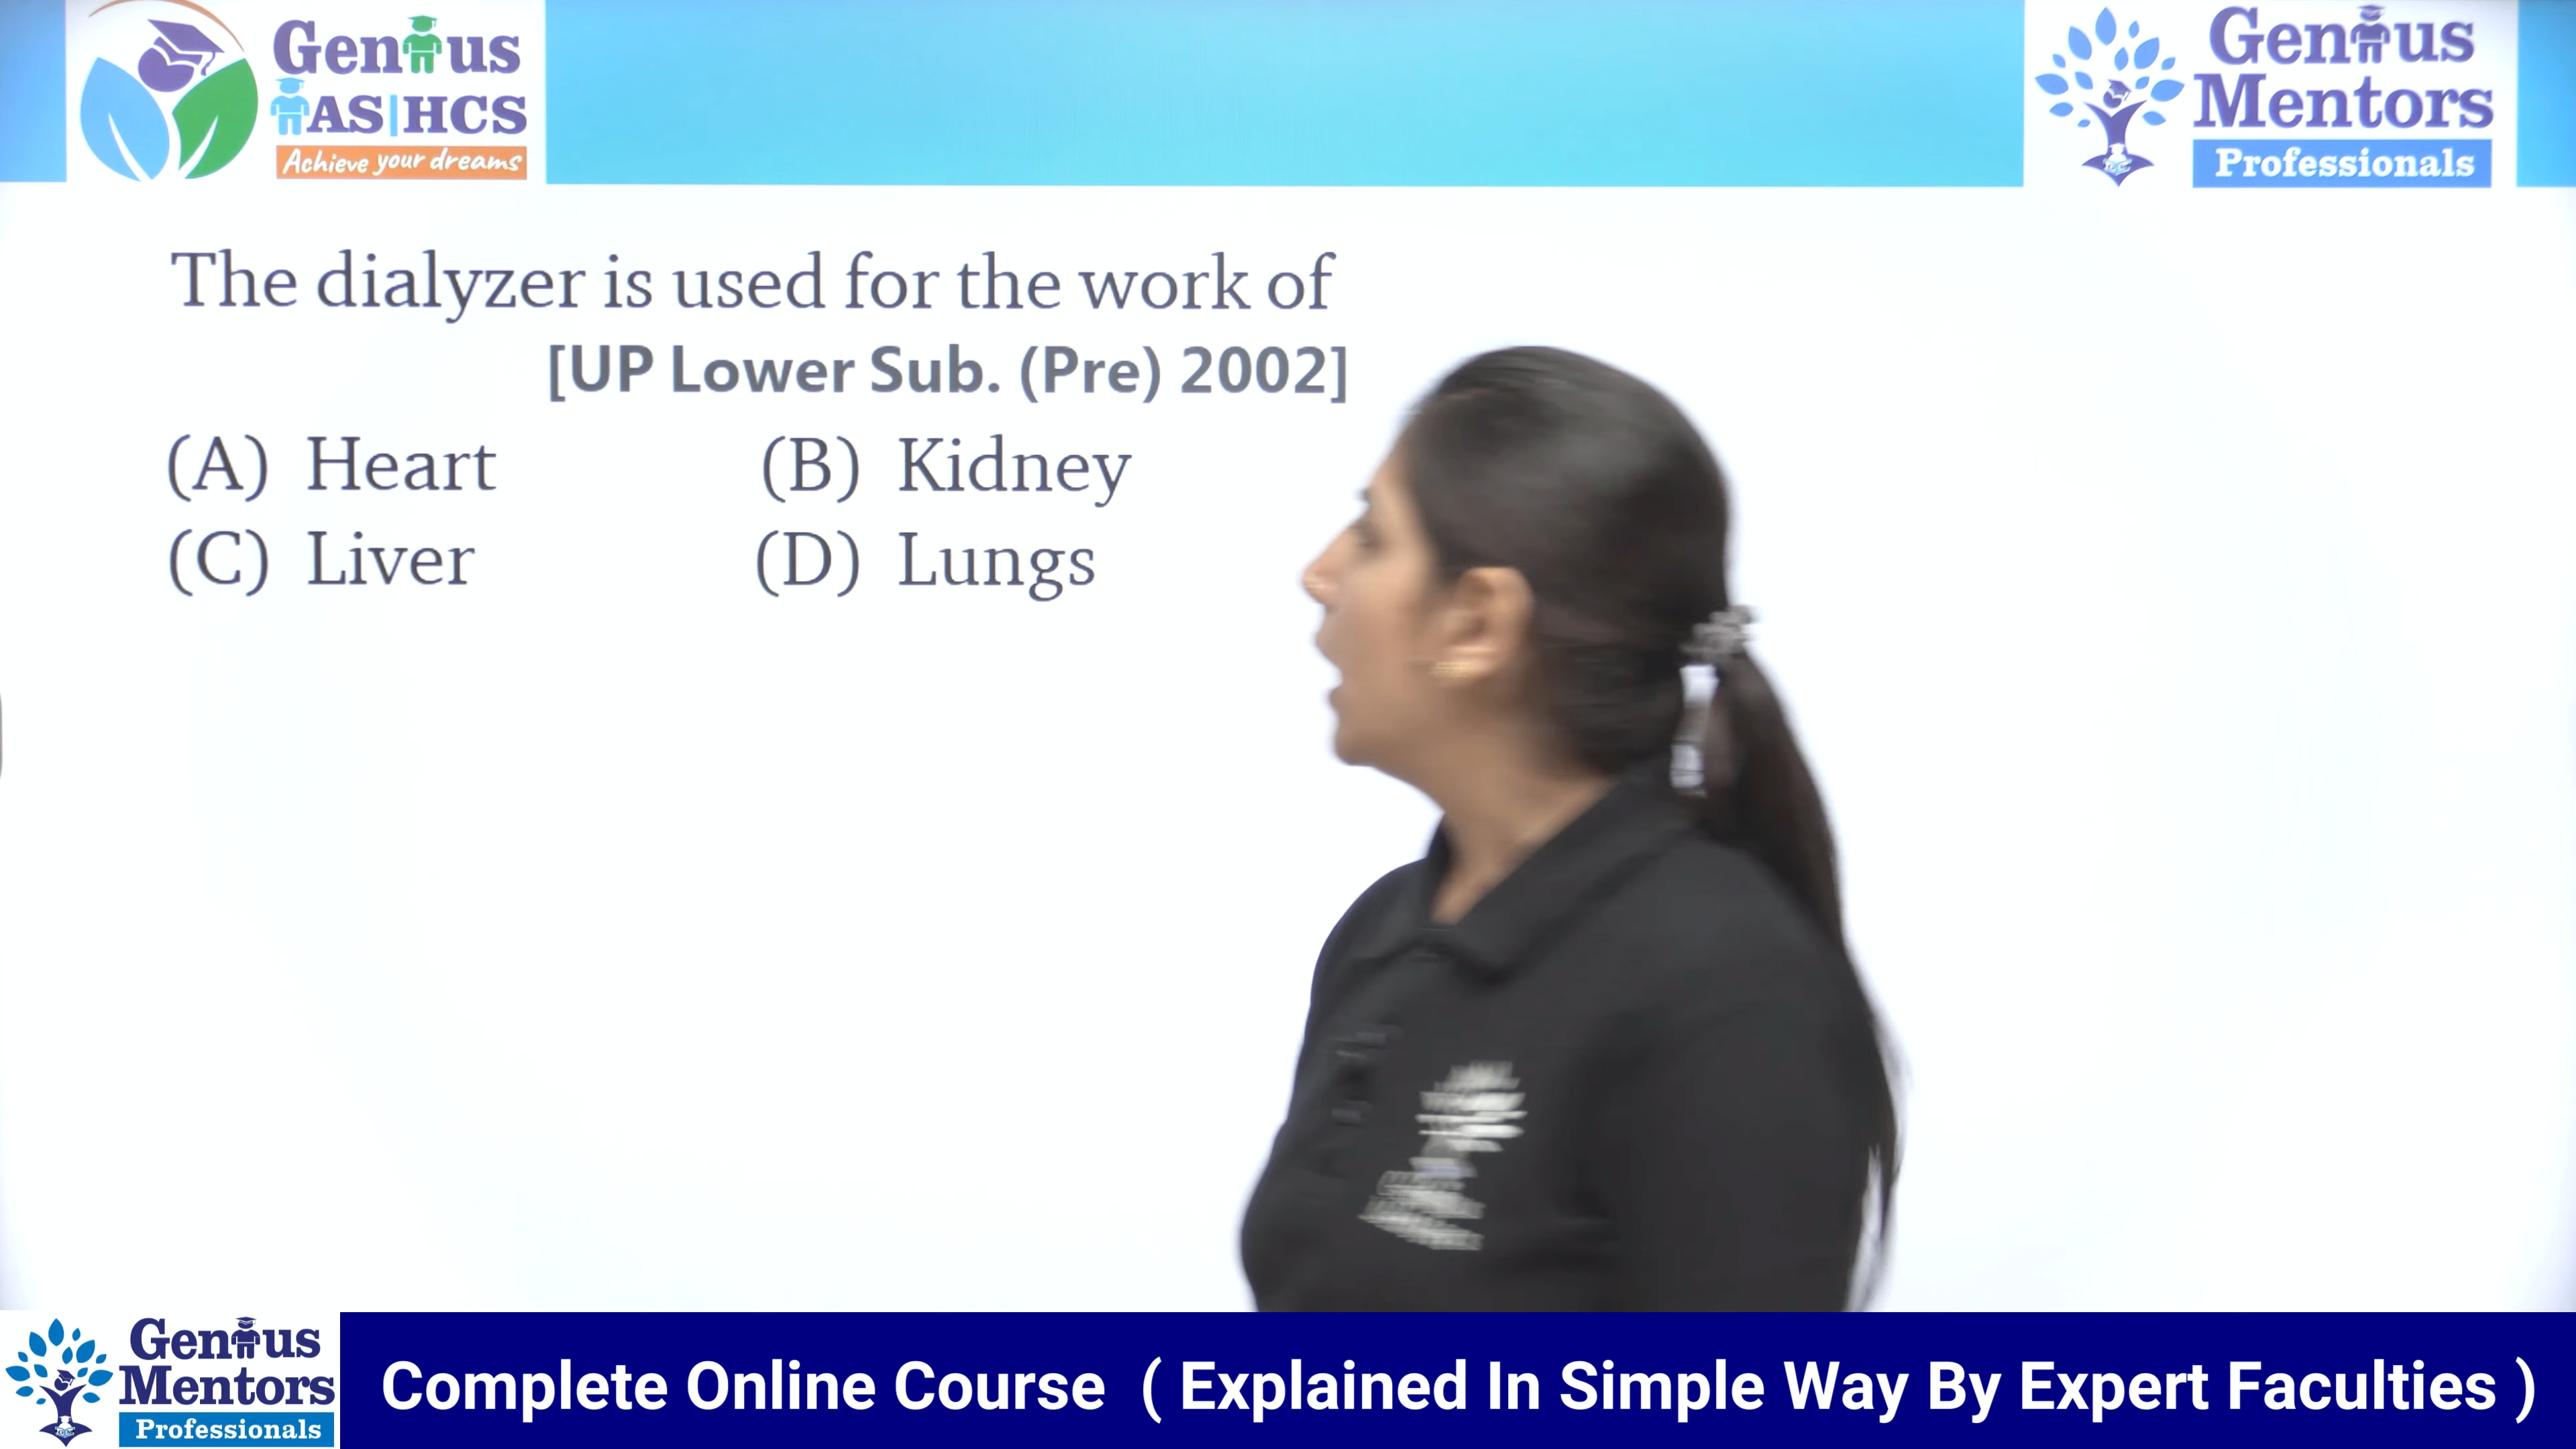 Genius
IAS|HCS
Achieve your dreams
Genius
Mentors
Professionals
The dialyzer is used for the work of
[UP Lower Sub. (Pre) 2002]
(A) Heart (B) Kidney
(C) Liver (D) Lungs
Genius
Mentors
Professionals
Complete Online Course ( Explained In Simple Way By Expert Faculties )